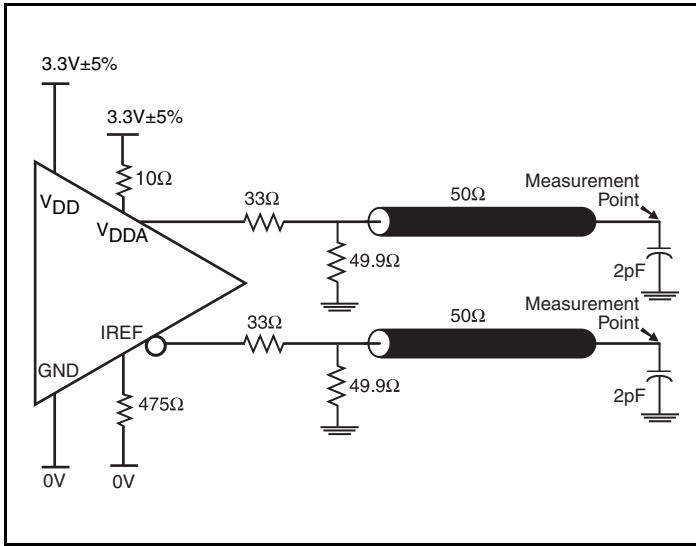 3.3V±5%
3.3V±5%
10Ω
VDD
VDDA
33Ω
50Ω
Measurement
Point
49.9Ω
2pF
IREF
33Ω
50Ω
Measurement
Point
GND
475Ω
49.9Ω
2pF
0V
0V